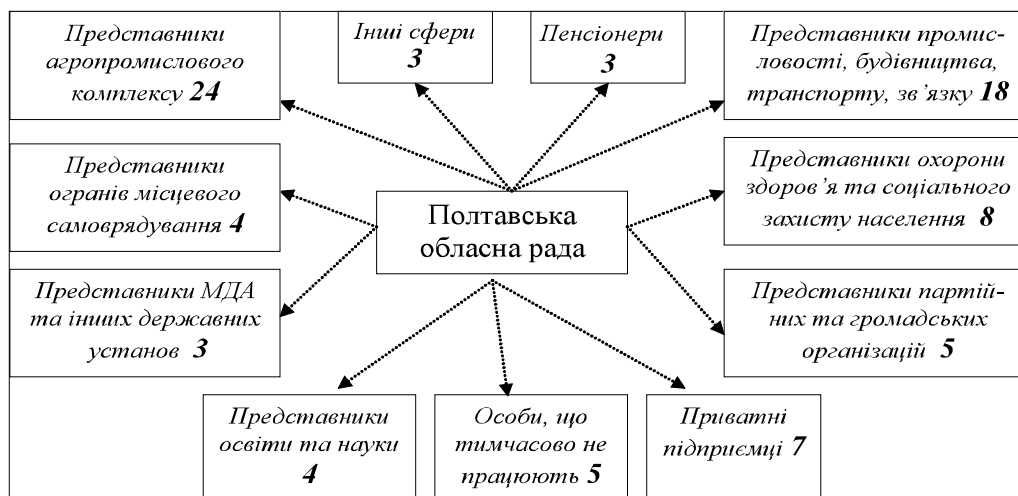 Представники
агропромислового
комплексу 24
Інші сфери
3
Пенсіонери
3
Представники промис-
ловості, будівництва,
транспорту, зв’язку 18
Представники
огранів місцевого
самоврядування 4
Полтавська
обласна рада
Представники охорони
здоров’я та соціального
захисту населення 8
Представники МДА
та інших державних
установ 3
Представники партій-
них та громадських
організацій 5
Представники
освіти та науки
4
Особи, що
тимчасово не
працюють 5
Приватні
підприємці 7